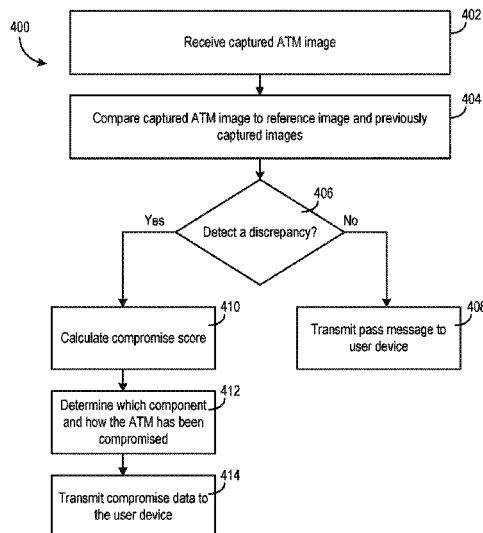 400
402
Receive captured ATM image
404
Compare captured ATM image to reference image and previously
captured images
406
Yes
Detect a discrepancy?
No
410
Calculate compromise score
408
Transmit pass message to
user device
412
Determine which component
and how the ATM has been
compromised
414
Transmit compromise data to
the user device